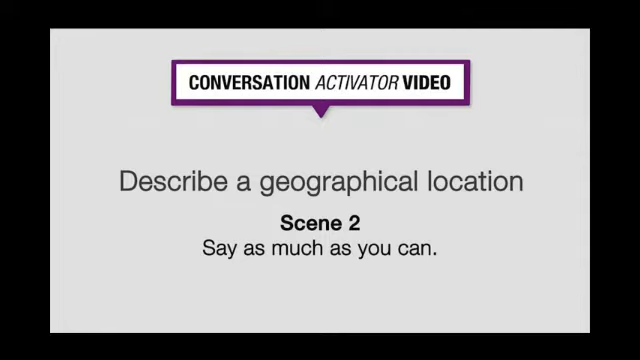 CONVERSATION ACTIVATOR VIDEO
Describe a geographical location
Scene 2
Say as much as you can.